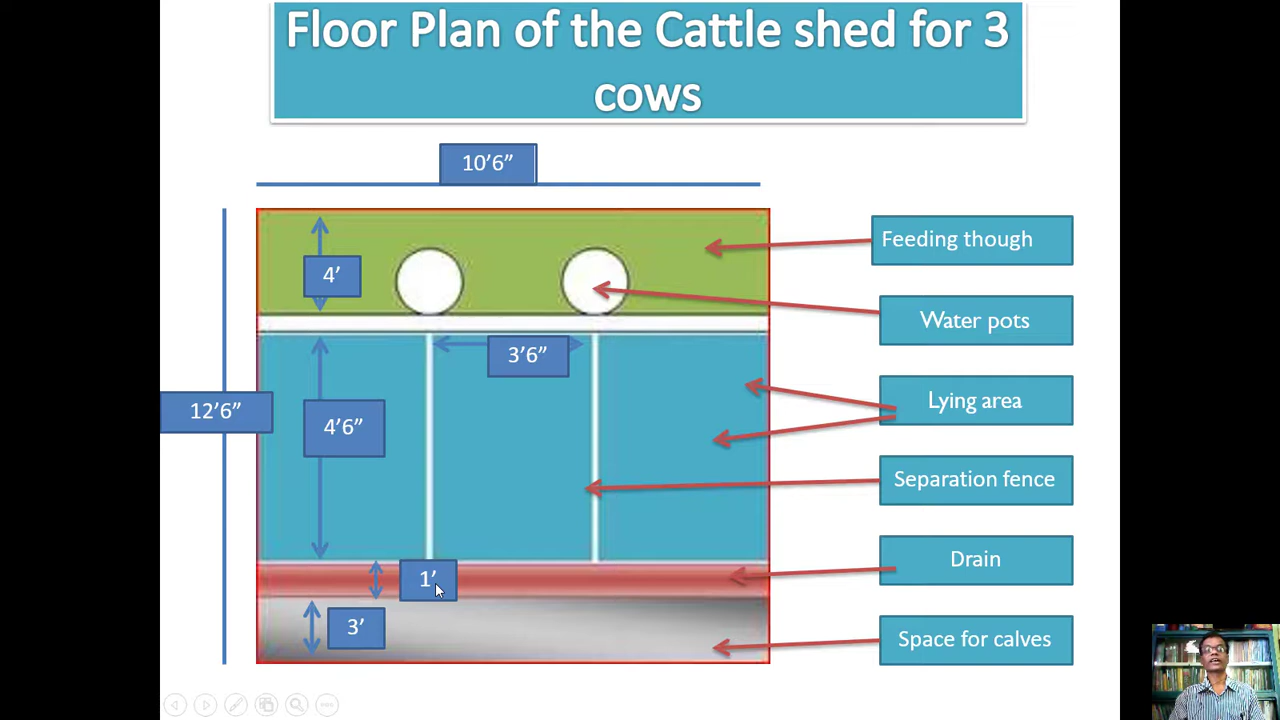 Floor Plan of the Cattle shed for 3
cows
10’6”
4’
Feeding though
Water pots
3’6”
12’6”
4’6”
Lying area
Separation fence
1’
Drain
3’
Space for calves